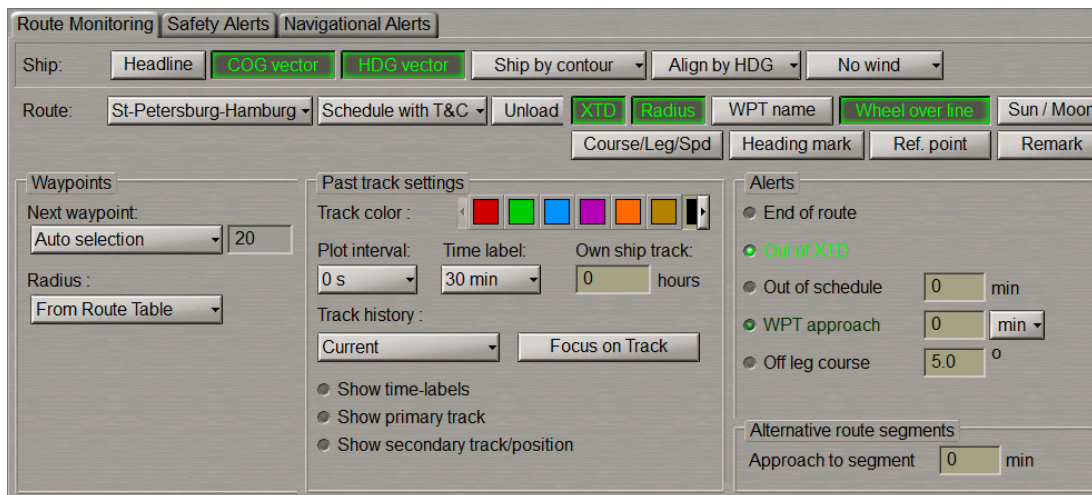 Route Monitoring Safety Alerts Navigational Alerts
Ship: Headline COG vector HDG vector Ship by contour Align by HDG No wind
Route: St-Petersburg-Hamburg Schedule with T&C Unload XTD Radius WPT name Wheel over line Sun / Moon
Course/Leg/Spd Heading mark Ref. point Remark
Waypoints
Next waypoint:
Auto selection 20
Radius :
From Route Table
Past track settings
Track color :
Plot interval: Time label: Own ship track:
0 s 30 min 0 hours
Track history :
Current Focus on Track
Show time-labels
Show primary track
Show secondary track/position
Alerts
End of route
Out of XTD
Out of schedule 0 min
WPT approach 0 min
Off leg course 5.0 o
Alternative route segments
Approach to segment 0 min